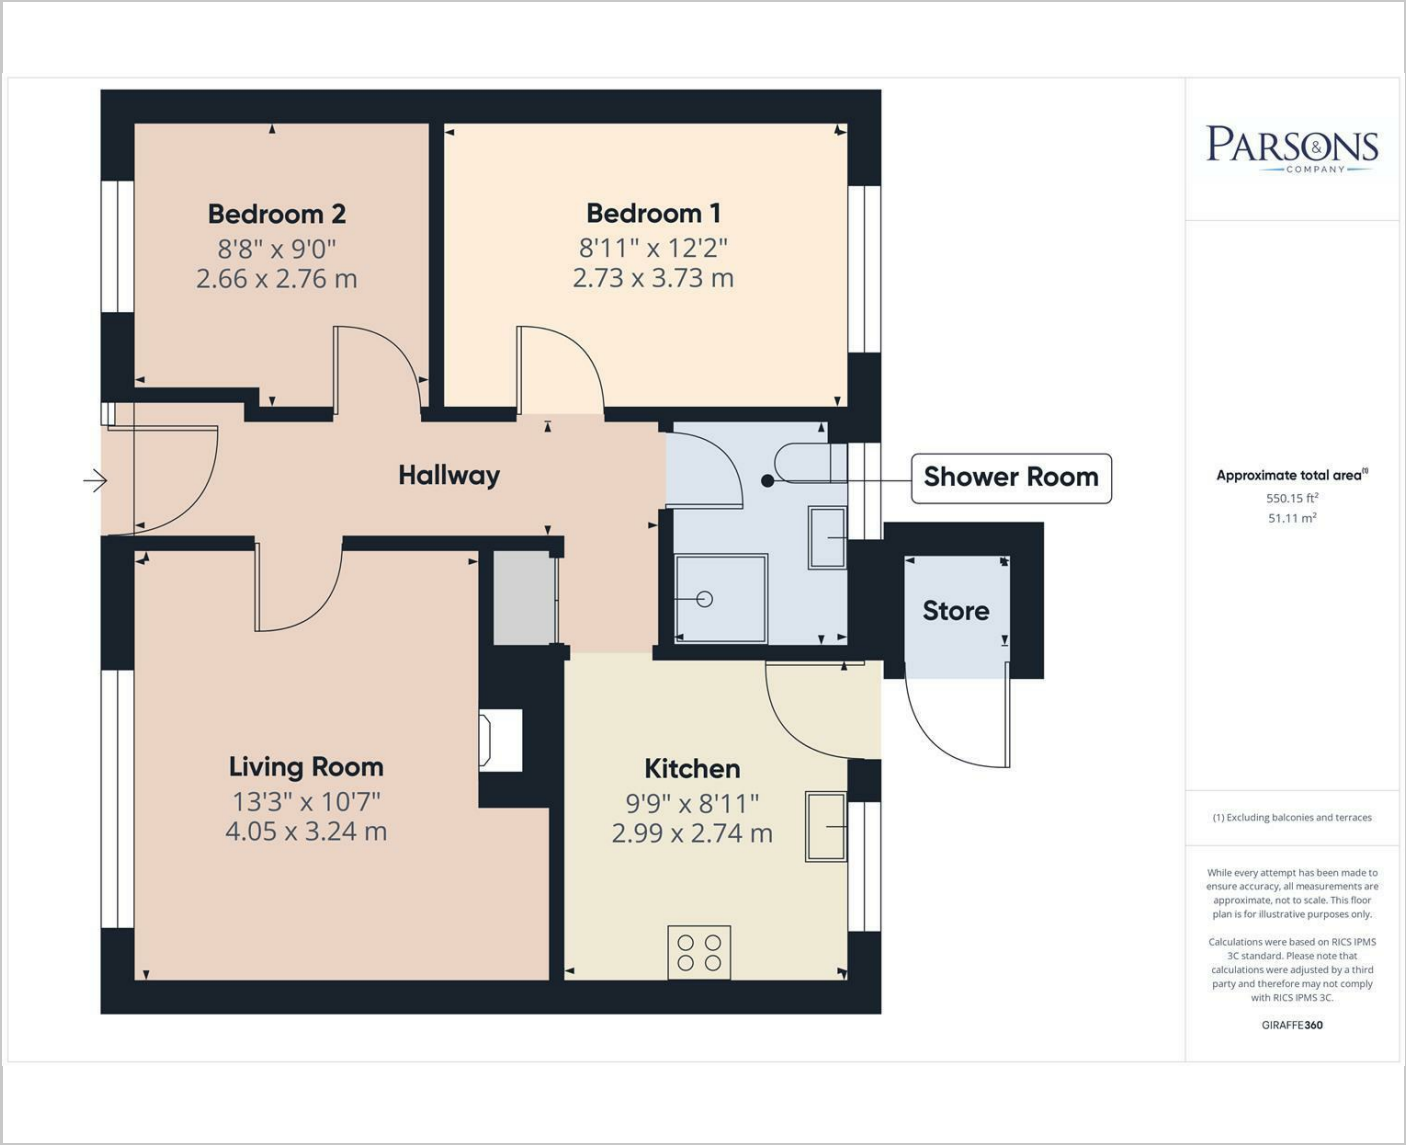 Bedroom 2
8'8" x 9'0"
2.66 x 2.76 m
Bedroom 1
8'11" x 12'2"
2.73 x 3.73 m
Hallway
Shower Room
Store
Living Room
13'3" x 10'7"
4.05 x 3.24 m
Kitchen
9'9" x 8'11"
2.99 x 2.74 m
PARSONS
&
COMPANY
Approximate total area(1)
550.15 ft²
51.11 m²
(1) Excluding balconies and terraces
While every attempt has been made to
ensure accuracy, all measurements are
approximate, not to scale. This floor
plan is for illustrative purposes only.
Calculations were based on RICS IPMS
3C standard. Please note that
calculations were adjusted by a third
party and therefore may not comply
with RICS IPMS 3C.
GIRAFFE360